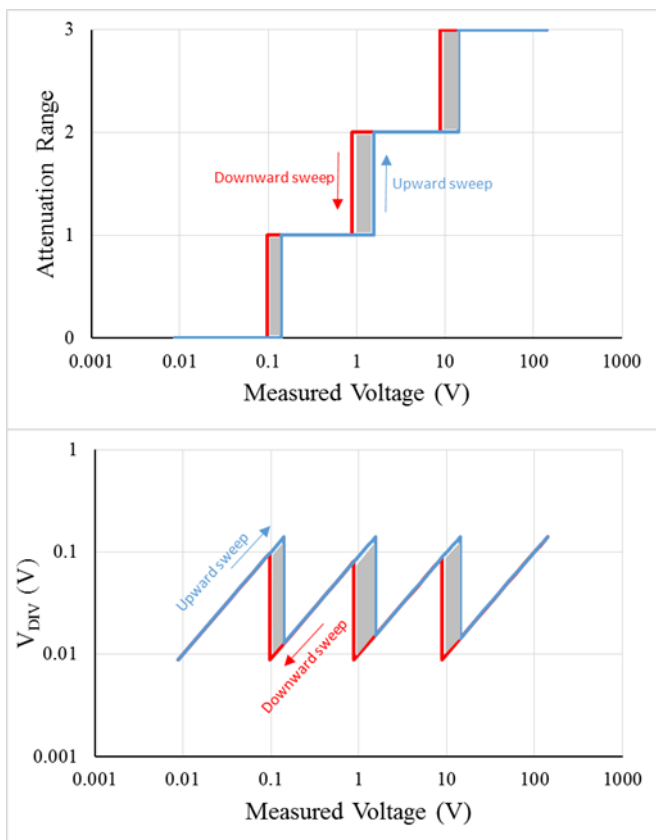 3
2
1
0
Attenuation Range
Downward sweep
Upward sweep
0.001 0.01 0.1 1 10 100 1000
Measured Voltage (V)
1
0.1
0.01
0.001
V_DIV (V)
Upward sweep
Downward sweep
0.001 0.01 0.1 1 10 100 1000
Measured Voltage (V)